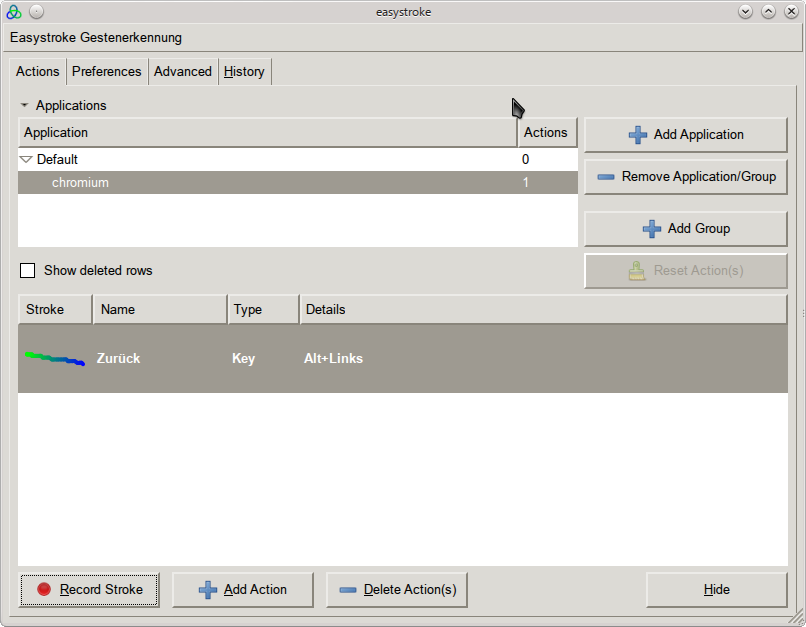 easystroke
Easystroke Gestenerkennung
Actions Preferences Advanced History
Applications
Application Actions
Default 0
chromium 1
Add Application
Remove Application/Group
Add Group
Reset Action(s)
Show deleted rows
Stroke Name Type Details
Zurück Key Alt+Links
Record Stroke Add Action Delete Action(s) Hide